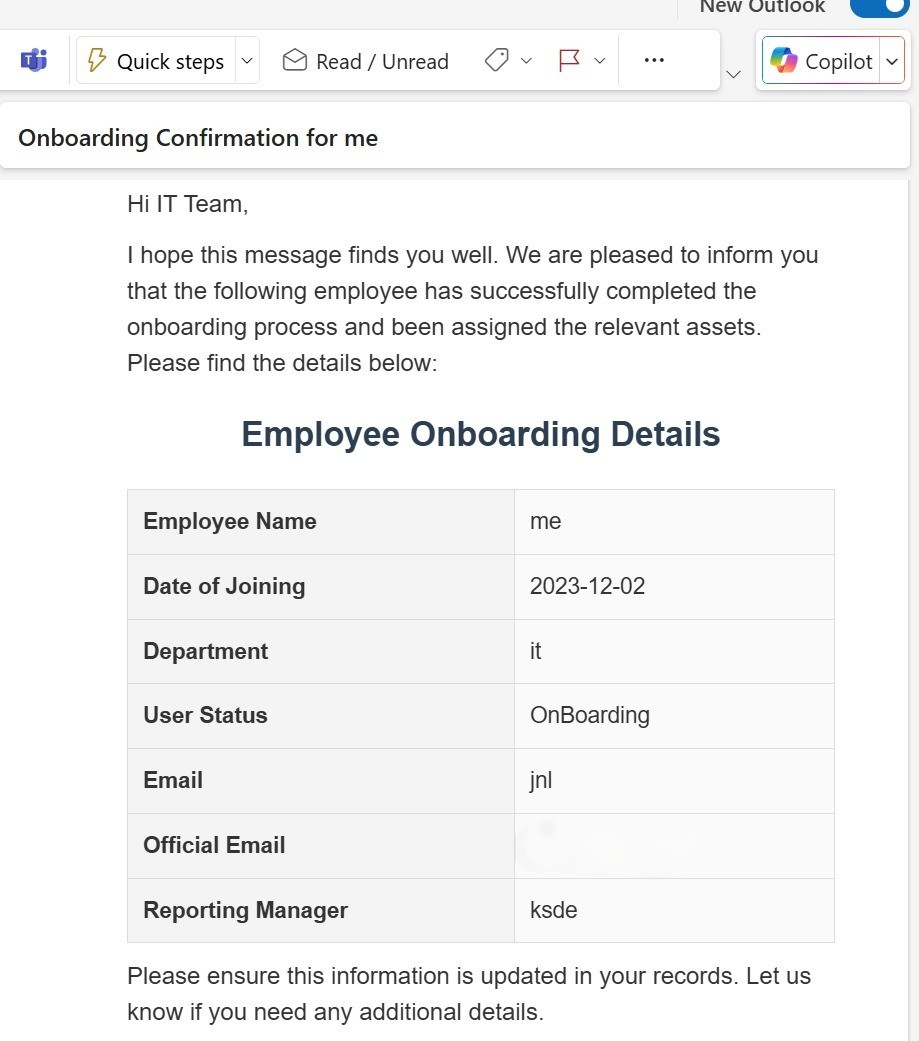 New Outlook
Quick steps
Read / Unread
Copilot
Onboarding Confirmation for me
Hi IT Team,
I hope this message finds you well. We are pleased to inform you
that the following employee has successfully completed the
onboarding process and been assigned the relevant assets.
Please find the details below:
Employee Onboarding Details
Employee Name me
Date of Joining 2023-12-02
Department it
User Status OnBoarding
Email jnl
Official Email
Reporting Manager ksde
Please ensure this information is updated in your records. Let us
know if you need any additional details.